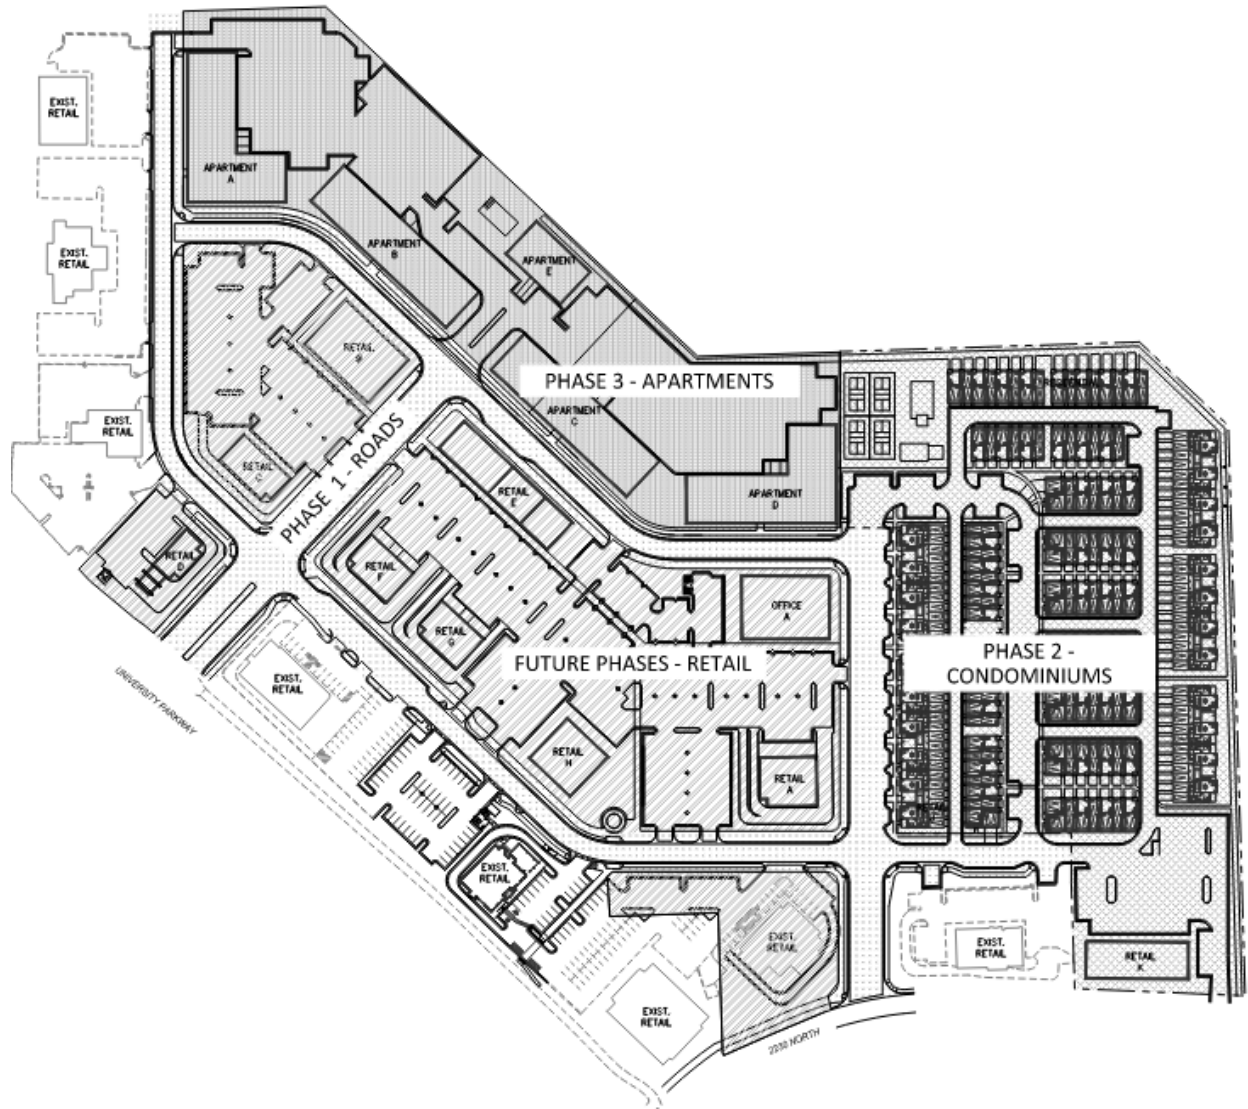 EXIST.
RETAIL
APARTMENT
A
APARTMENT
B
EXIST.
RETAIL
APARTMENT
E
RETAIL
B
PHASE 3 - APARTMENTS
APARTMENT
C
EXIST.
RETAIL
PHASE 1 - ROADS
RETAIL
C
RETAIL
E
APARTMENT
D
RETAIL
D
RETAIL
F
OFFICE
A
RETAIL
G
FUTURE PHASES - RETAIL
PHASE 2 -
CONDOMINIUMS
EXIST.
RETAIL
UNIVERSITY PARKWAY
RETAIL
H
RETAIL
A
EXIST.
RETAIL
EXIST.
RETAIL
EXIST.
RETAIL
RETAIL
K
EXIST.
RETAIL
2230 NORTH